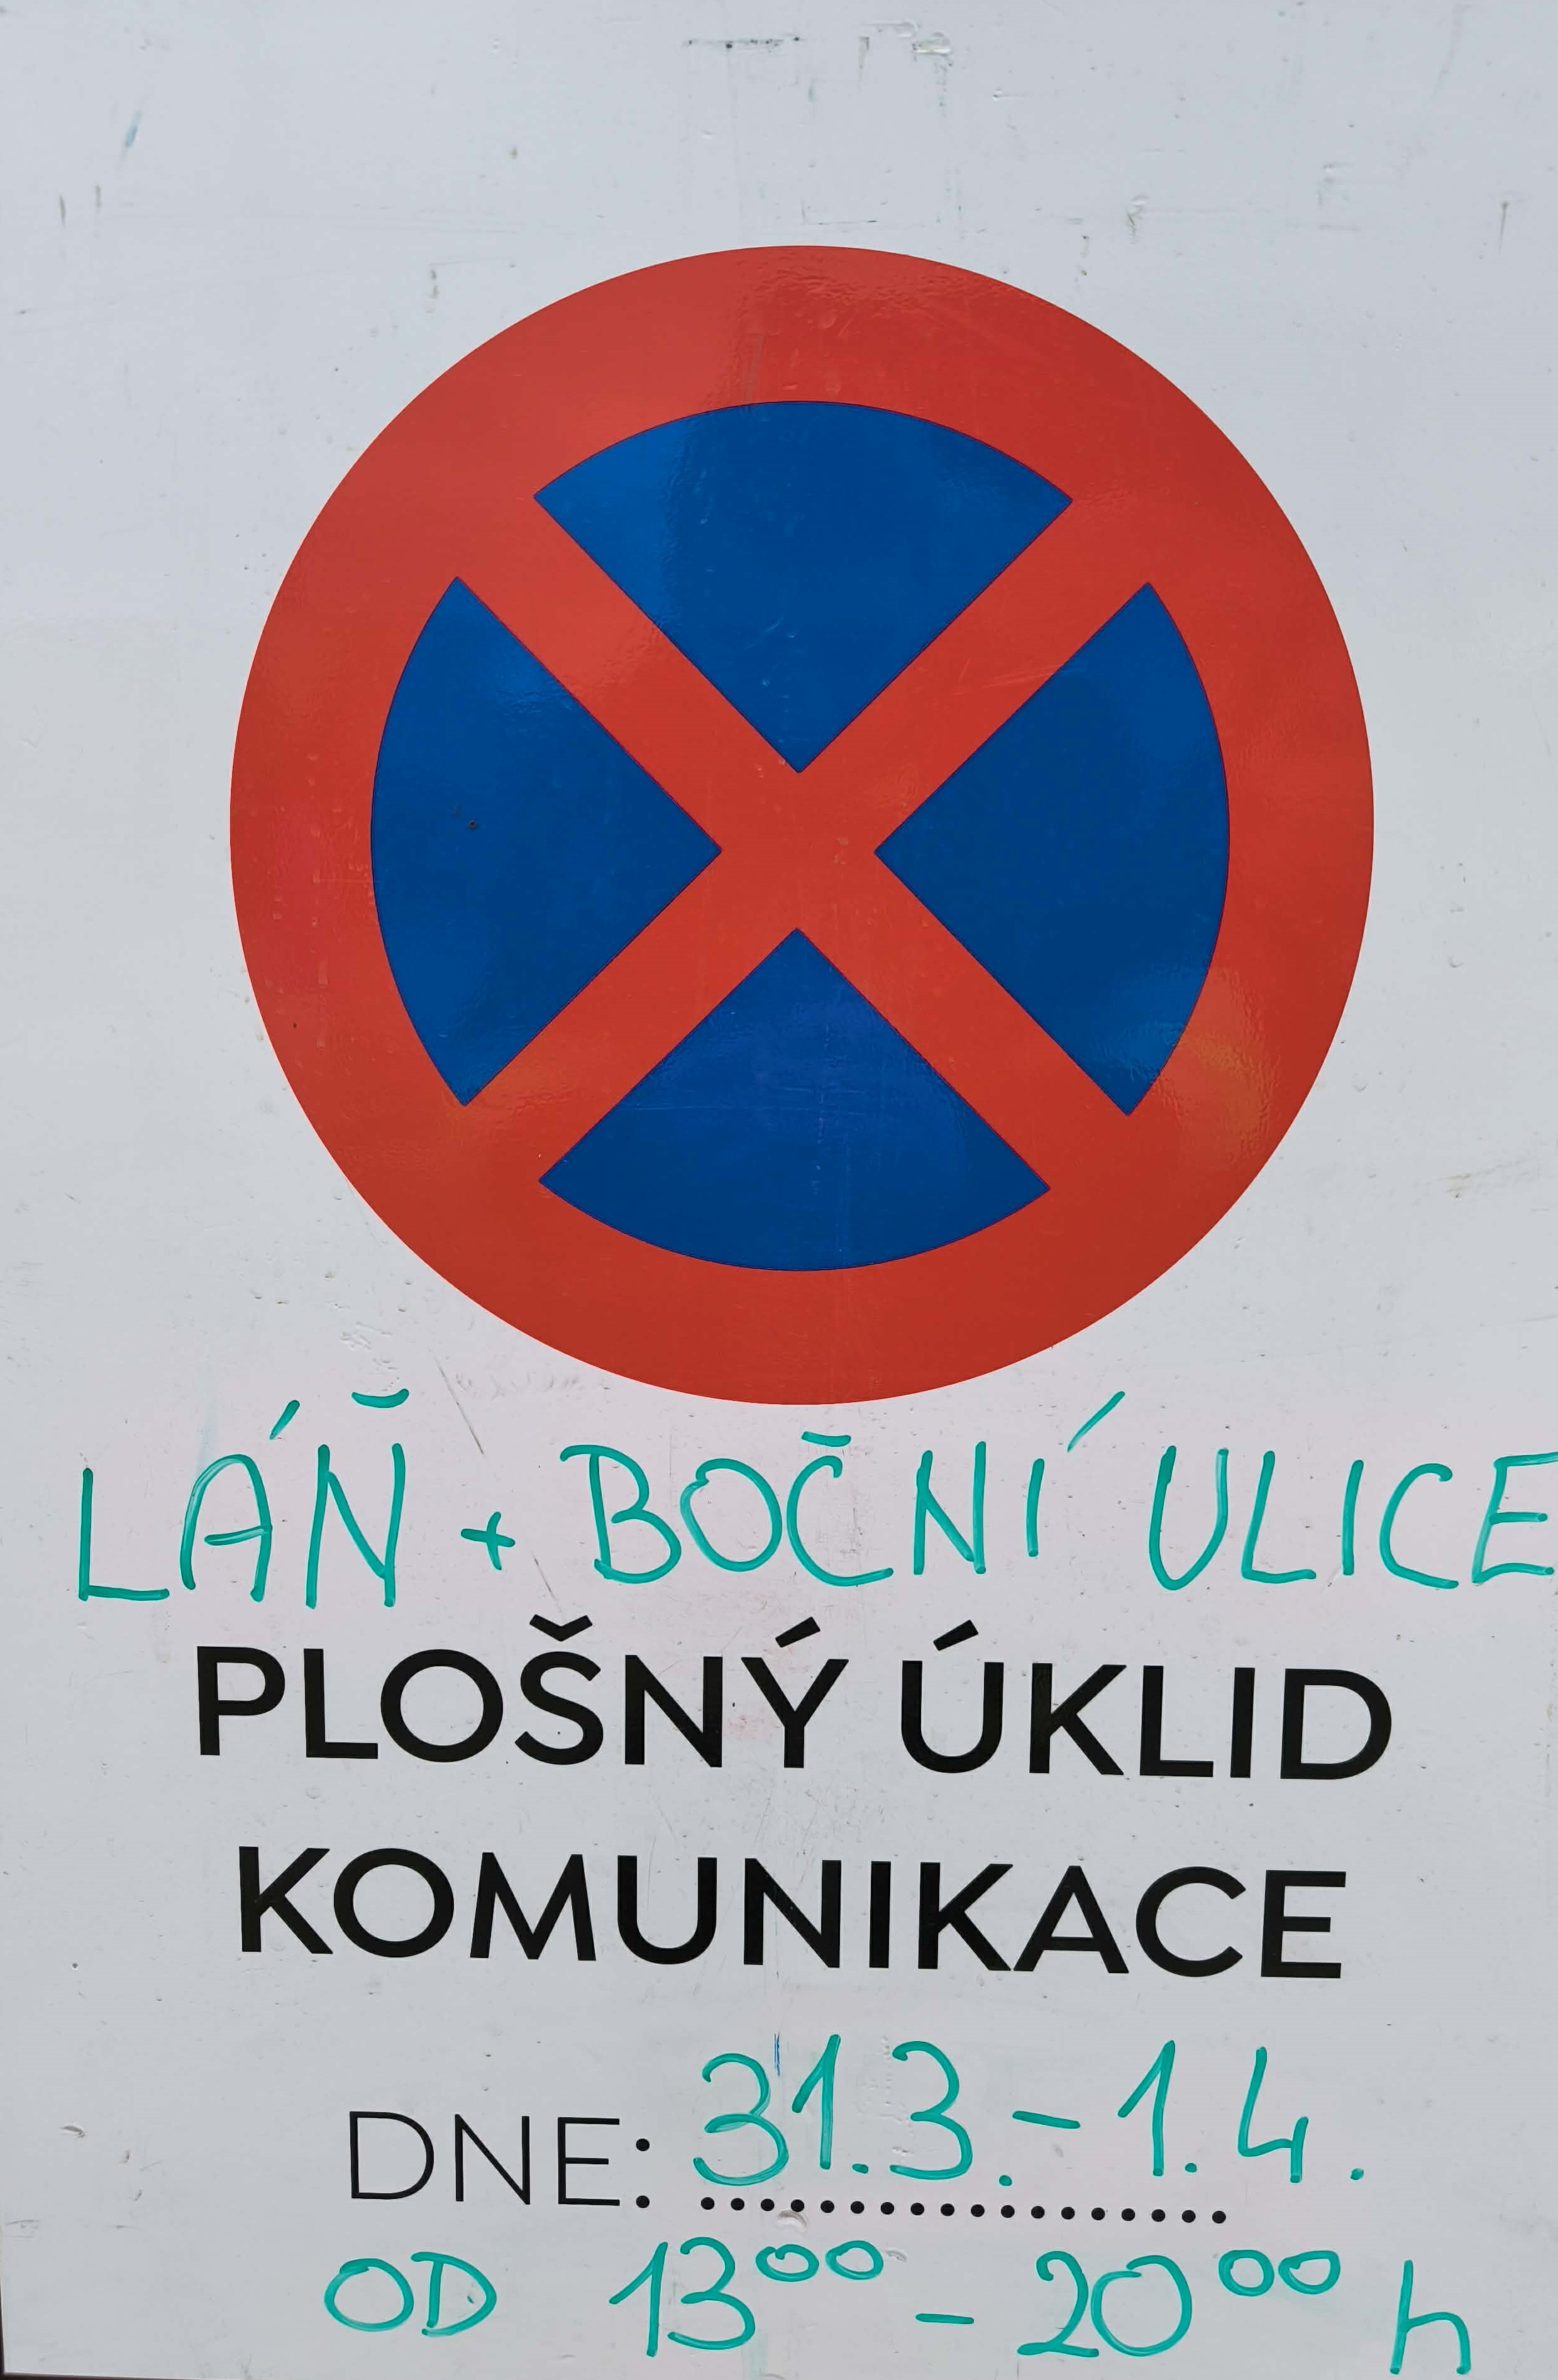 LÁŇ + BOČNÍ ULICE
PLOŠNÝ ÚKLID
KOMUNIKACE
DNE: 31.3. - 1.4.
OD 13⁰⁰ - 20⁰⁰ h